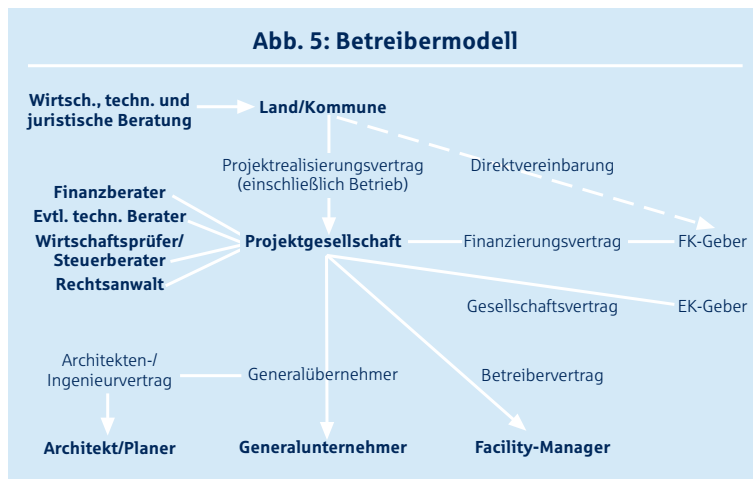 Abb. 5: Betreibermodell
Wirtsch., techn. und
juristische Beratung
Land/Kommune
Projektrealisierungsvertrag
(einschließlich Betrieb)
Direktvereinbarung
Finanzberater
Evtl. techn. Berater
Wirtschaftsprüfer/
Steuerberater
Rechtsanwalt
Projektgesellschaft
Finanzierungsvertrag
FK-Geber
Gesellschaftsvertrag
EK-Geber
Architekten-/
Ingenieurvertrag
Generalübernehmer
Betreibervertrag
Architekt/Planer
Generalunternehmer
Facility-Manager